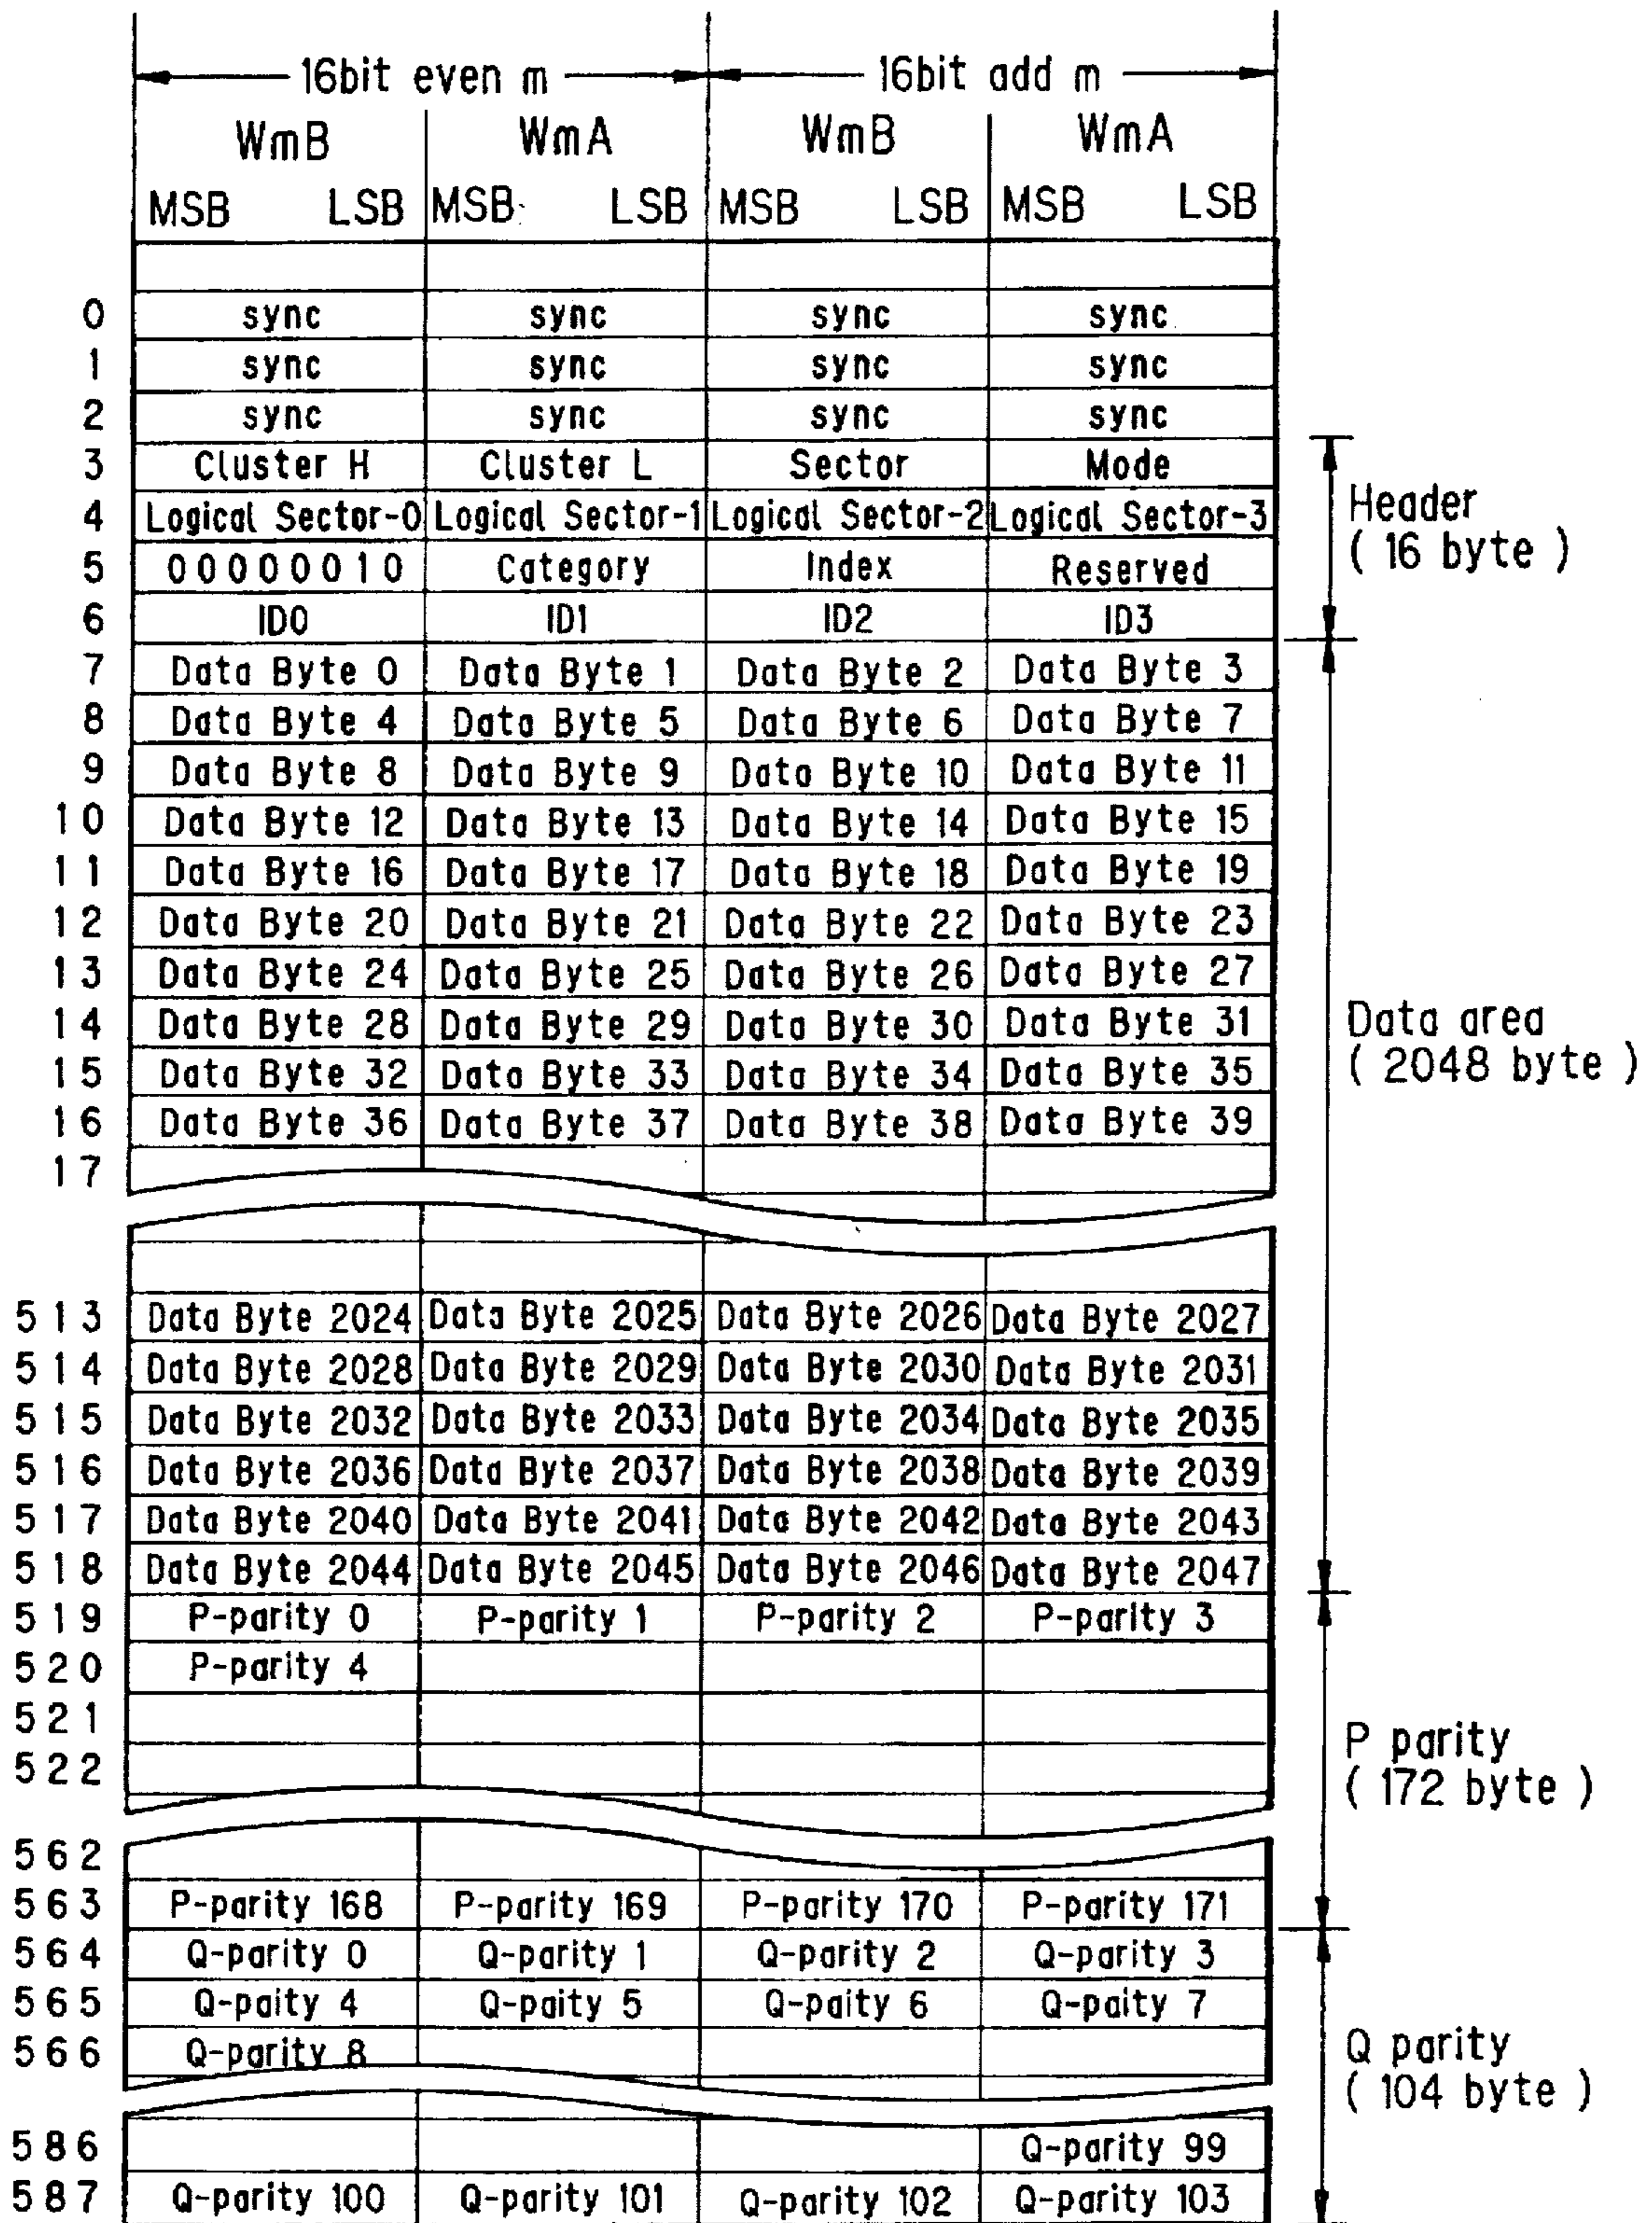 16bit even m 16bit add m
WmB WmA WmB WmA
MSB LSB MSB LSB MSB LSB MSB LSB
0 sync sync sync sync
1 sync sync sync sync
2 sync sync sync sync
3 Cluster H Cluster L Sector Mode
4 Logical Sector-0 Logical Sector-1 Logical Sector-2 Logical Sector-3
Header
( 16 byte )
5 00000010 Category Index Reserved
6 ID0 ID1 ID2 ID3
7 Data Byte 0 Data Byte 1 Data Byte 2 Data Byte 3
8 Data Byte 4 Data Byte 5 Data Byte 6 Data Byte 7
9 Data Byte 8 Data Byte 9 Data Byte 10 Data Byte 11
10 Data Byte 12 Data Byte 13 Data Byte 14 Data Byte 15
11 Data Byte 16 Data Byte 17 Data Byte 18 Data Byte 19
12 Data Byte 20 Data Byte 21 Data Byte 22 Data Byte 23
13 Data Byte 24 Data Byte 25 Data Byte 26 Data Byte 27
14 Data Byte 28 Data Byte 29 Data Byte 30 Data Byte 31
Data area
( 2048 byte )
15 Data Byte 32 Data Byte 33 Data Byte 34 Data Byte 35
16 Data Byte 36 Data Byte 37 Data Byte 38 Data Byte 39
17
513 Data Byte 2024 Data Byte 2025 Data Byte 2026 Data Byte 2027
514 Data Byte 2028 Data Byte 2029 Data Byte 2030 Data Byte 2031
515 Data Byte 2032 Data Byte 2033 Data Byte 2034 Data Byte 2035
516 Data Byte 2036 Data Byte 2037 Data Byte 2038 Data Byte 2039
517 Data Byte 2040 Data Byte 2041 Data Byte 2042 Data Byte 2043
518 Data Byte 2044 Data Byte 2045 Data Byte 2046 Data Byte 2047
519 P-parity 0 P-parity 1 P-parity 2 P-parity 3
520 P-parity 4
521
522
P parity
( 172 byte )
562
563 P-parity 168 P-parity 169 P-parity 170 P-parity 171
564 Q-parity 0 Q-parity 1 Q-parity 2 Q-parity 3
565 Q-paity 4 Q-paity 5 Q-paity 6 Q-paity 7
566 Q-parity 8
Q parity
( 104 byte )
586 Q-parity 99
587 Q-parity 100 Q-parity 101 Q-parity 102 Q-parity 103